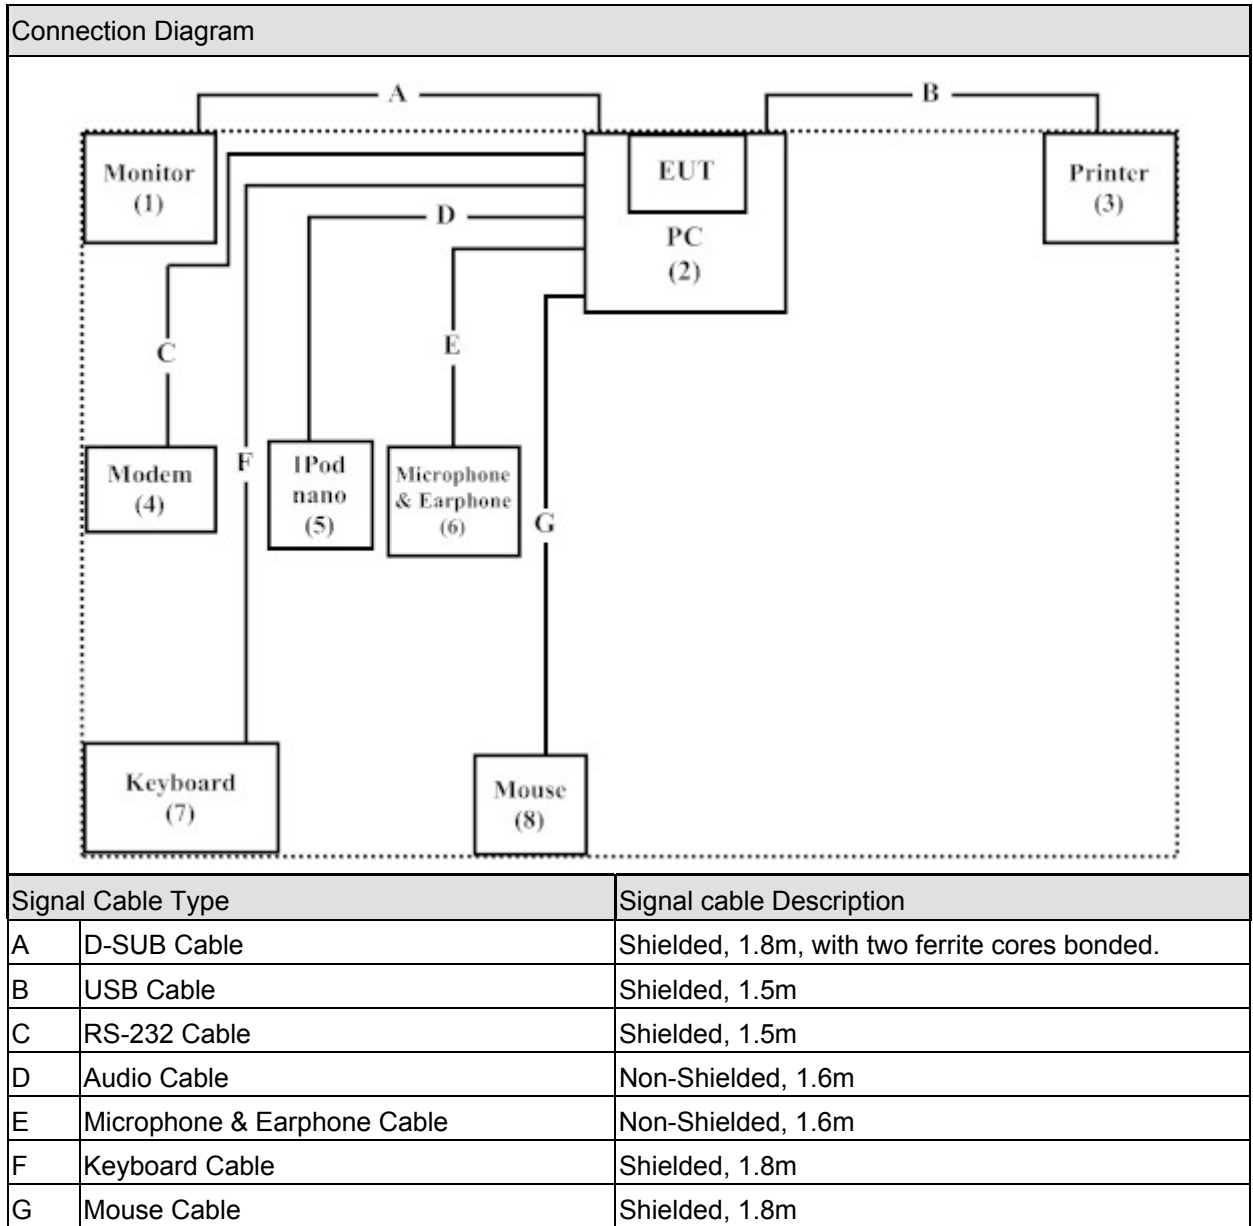 Connection Diagram
A
B
Monitor
(1)
EUT
PC
(2)
Printer
(3)
D
C
E
Modem
(4)
F
IPod
nano
(5)
Microphone
& Earphone
(6)
G
Keyboard
(7)
Mouse
(8)
Signal Cable Type Signal cable Description
A D-SUB Cable Shielded, 1.8m, with two ferrite cores bonded.
B USB Cable Shielded, 1.5m
C RS-232 Cable Shielded, 1.5m
D Audio Cable Non-Shielded, 1.6m
E Microphone & Earphone Cable Non-Shielded, 1.6m
F Keyboard Cable Shielded, 1.8m
G Mouse Cable Shielded, 1.8m